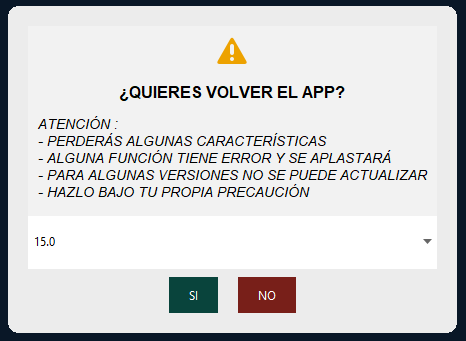 ¿QUIERES VOLVER EL APP?
ATENCIÓN :
- PERDERÁS ALGUNAS CARACTERÍSTICAS
- ALGUNA FUNCIÓN TIENE ERROR Y SE APLASTARÁ
- PARA ALGUNAS VERSIONES NO SE PUEDE ACTUALIZAR
- HAZLO BAJO TU PROPIA PRECAUCIÓN
15.0
SI NO